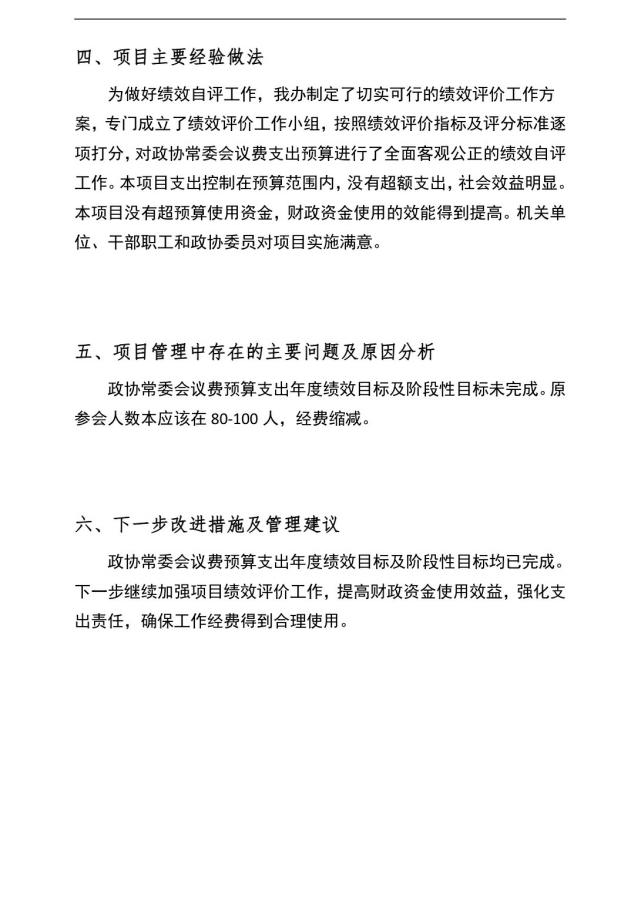 四、项目主要经验做法
为做好绩效自评工作，我办制定了切实可行的绩效评价工作方
案，专门成立了绩效评价工作小组，按照绩效评价指标及评分标准逐
项打分，对政协常委会议费支出预算进行了全面客观公正的绩效自评
工作。本项目支出控制在预算范围内，没有超额支出，社会效益明显。
本项目没有超预算使用资金，财政资金使用的效能得到提高。机关单
位、干部职工和政协委员对项目实施满意。
五、项目管理中存在的主要问题及原因分析
政协常委会议费预算支出年度绩效目标及阶段性目标未完成。原
参会人数本应该在 80-100 人，经费缩减。
六、下一步改进措施及管理建议
政协常委会议费预算支出年度绩效目标及阶段性目标均已完成。
下一步继续加强项目绩效评价工作，提高财政资金使用效益，强化支
出责任，确保工作经费得到合理使用。